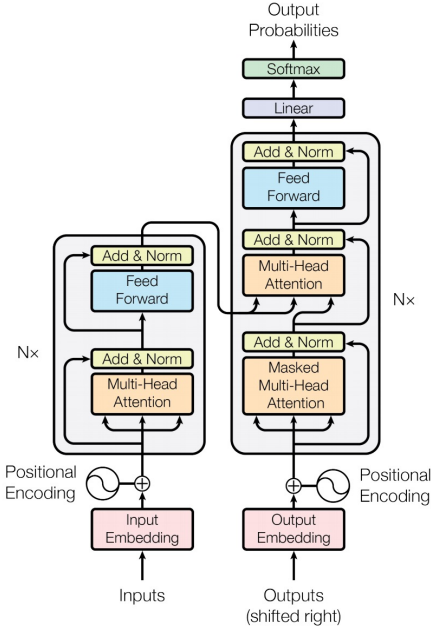 Output
Probabilities
Softmax
Linear
Add & Norm
Feed
Forward
Add & Norm
Multi-Head
Attention
Add & Norm
Masked
Multi-Head
Attention
N×
Add & Norm
Feed
Forward
Add & Norm
Multi-Head
Attention
N×
Positional
Encoding
Positional
Encoding
Input
Embedding
Output
Embedding
Inputs
Outputs
(shifted right)